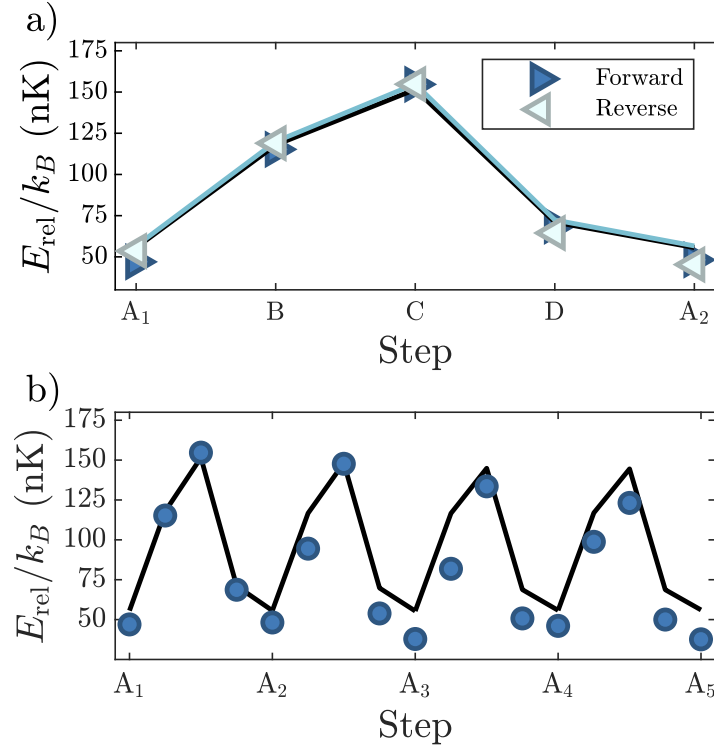 a)
175
150
125
100
75
50
E_rel/k_B (nK)
Forward
Reverse
A₁ B C D A₂
Step
b)
175
150
125
100
75
50
E_rel/k_B (nK)
A₁ A₂ A₃ A₄ A₅
Step